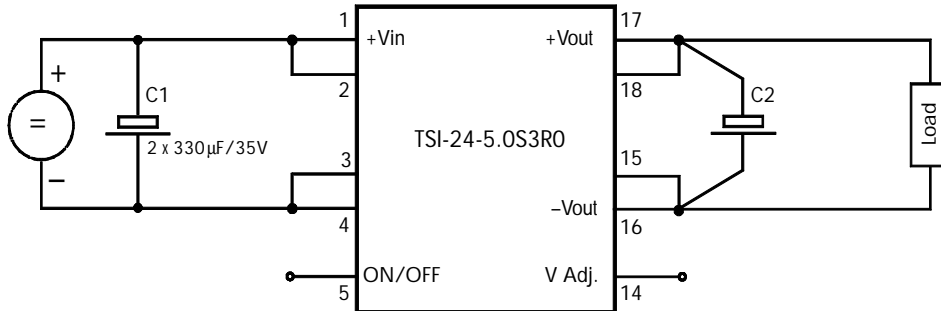 1
17
+Vin
+Vout
+
2
18
C1
C2
=
TSI-24-5.0S3R0
Load
2 x 330µF/35V
3
15
−
−Vout
4
16
ON/OFF
V Adj.
5
14